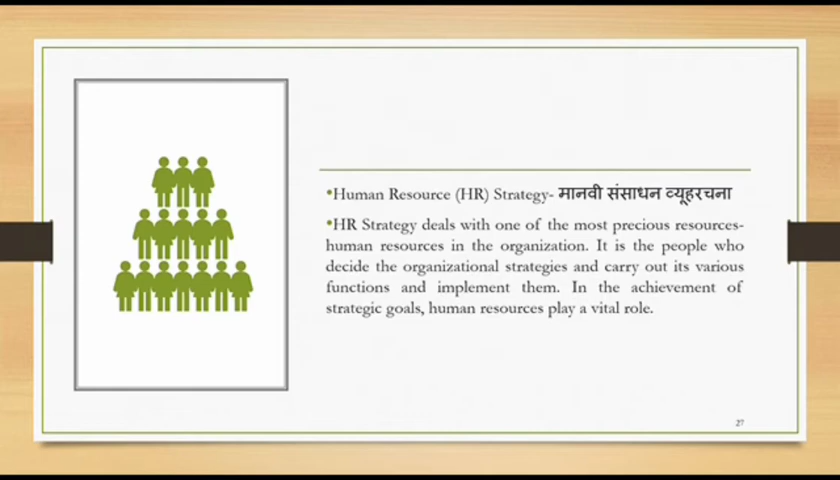 •Human Resource (HR) Strategy- मानवी संसाधन व्यूहरचना
•HR Strategy deals with one of the most precious resources-
human resources in the organization. It is the people who
decide the organizational strategies and carry out its various
functions and implement them. In the achievement of
strategic goals, human resources play a vital role.
27